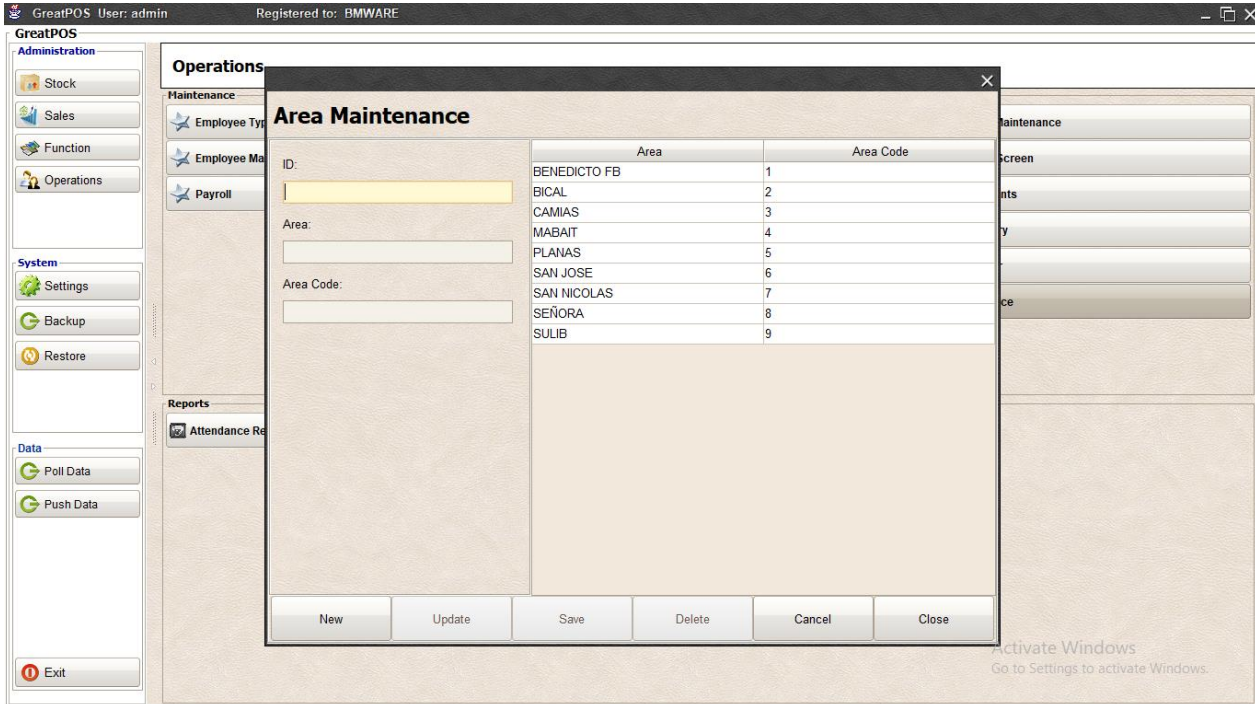 GreatPOS User: admin Registered to: BMWARE
GreatPOS
Administration
Stock
Sales
Function
Operations
System
Settings
Backup
Restore
Data
Poll Data
Push Data
Exit
Operations
Maintenance
Employee Typ
Employee Ma
Payroll
Maintenance
Screen
nts
ry
ce
Reports
Attendance Re
Area Maintenance
ID:
Area:
Area Code:
Area Area Code
BENEDICTO FB 1
BICAL 2
CAMIAS 3
MABAIT 4
PLANAS 5
SAN JOSE 6
SAN NICOLAS 7
SEÑORA 8
SULIB 9
New Update Save Delete Cancel Close
Activate Windows
Go to Settings to activate Windows.